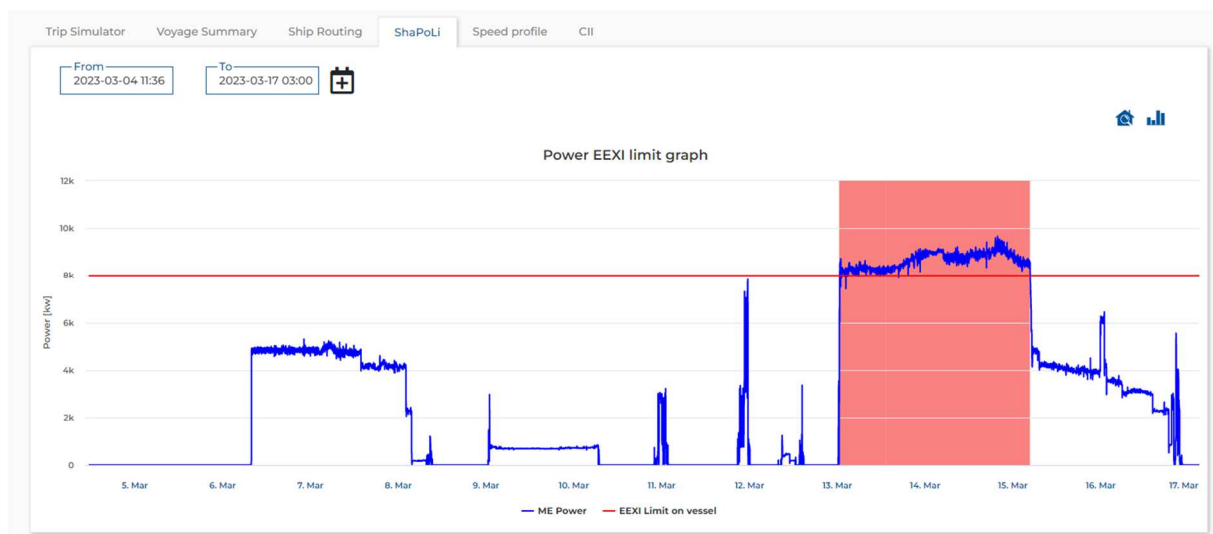 Trip Simulator Voyage Summary Ship Routing ShaPoLi Speed profile CII
From To
2023-03-04 11:36 2023-03-17 03:00
Power EEXI limit graph
12k
10k
8k
6k
4k
2k
0
Power [kw]
5. Mar 6. Mar 7. Mar 8. Mar 9. Mar 10. Mar 11. Mar 12. Mar 13. Mar 14. Mar 15. Mar 16. Mar 17. Mar
ME Power EEXI Limit on vessel